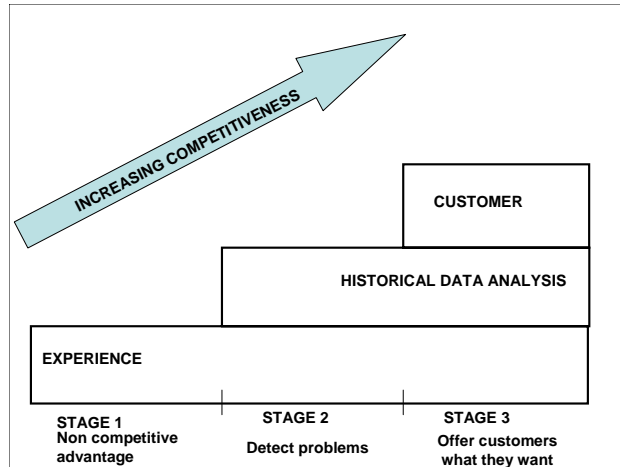 INCREASING COMPETITIVENESS
CUSTOMER
HISTORICAL DATA ANALYSIS
EXPERIENCE
STAGE 1
Non competitive
advantage
STAGE 2
Detect problems
STAGE 3
Offer customers
what they want